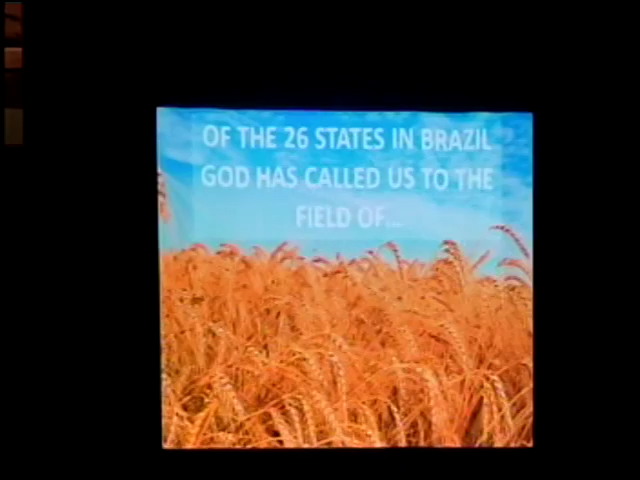 OF THE 26 STATES IN BRAZIL
GOD HAS CALLED US TO THE
FIELD OF...